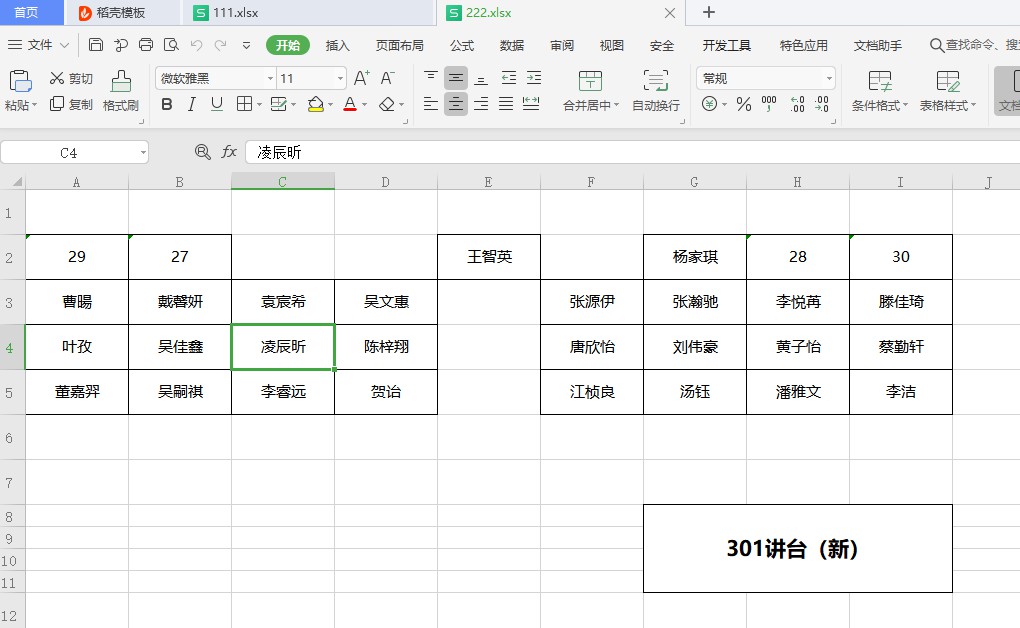 首页 稻壳模板 S 111.xlsx S 222.xlsx
文件 开始 插入 页面布局 公式 数据 审阅 视图 安全 开发工具 特色应用 文档助手 查找命令、
粘贴 剪切 复制 格式刷 微软雅黑 11 A+ A- B I U A 合并居中 自动换行 常规 % 000 条件格式 表格样式
C4 fx 凌辰昕
A B C D E F G H I J
1
2 29 27 王智英 杨家琪 28 30
3 曹暘 戴馨妍 袁宸希 吴文惠 张源伊 张瀚驰 李悦苒 滕佳琦
4 叶孜 吴佳鑫 凌辰昕 陈梓翔 唐欣怡 刘伟豪 黄子怡 蔡勤轩
5 董嘉羿 吴嗣祺 李睿远 贺诒 江桢良 汤钰 潘雅文 李洁
6
7
8
9 301讲台（新）
10
11
12